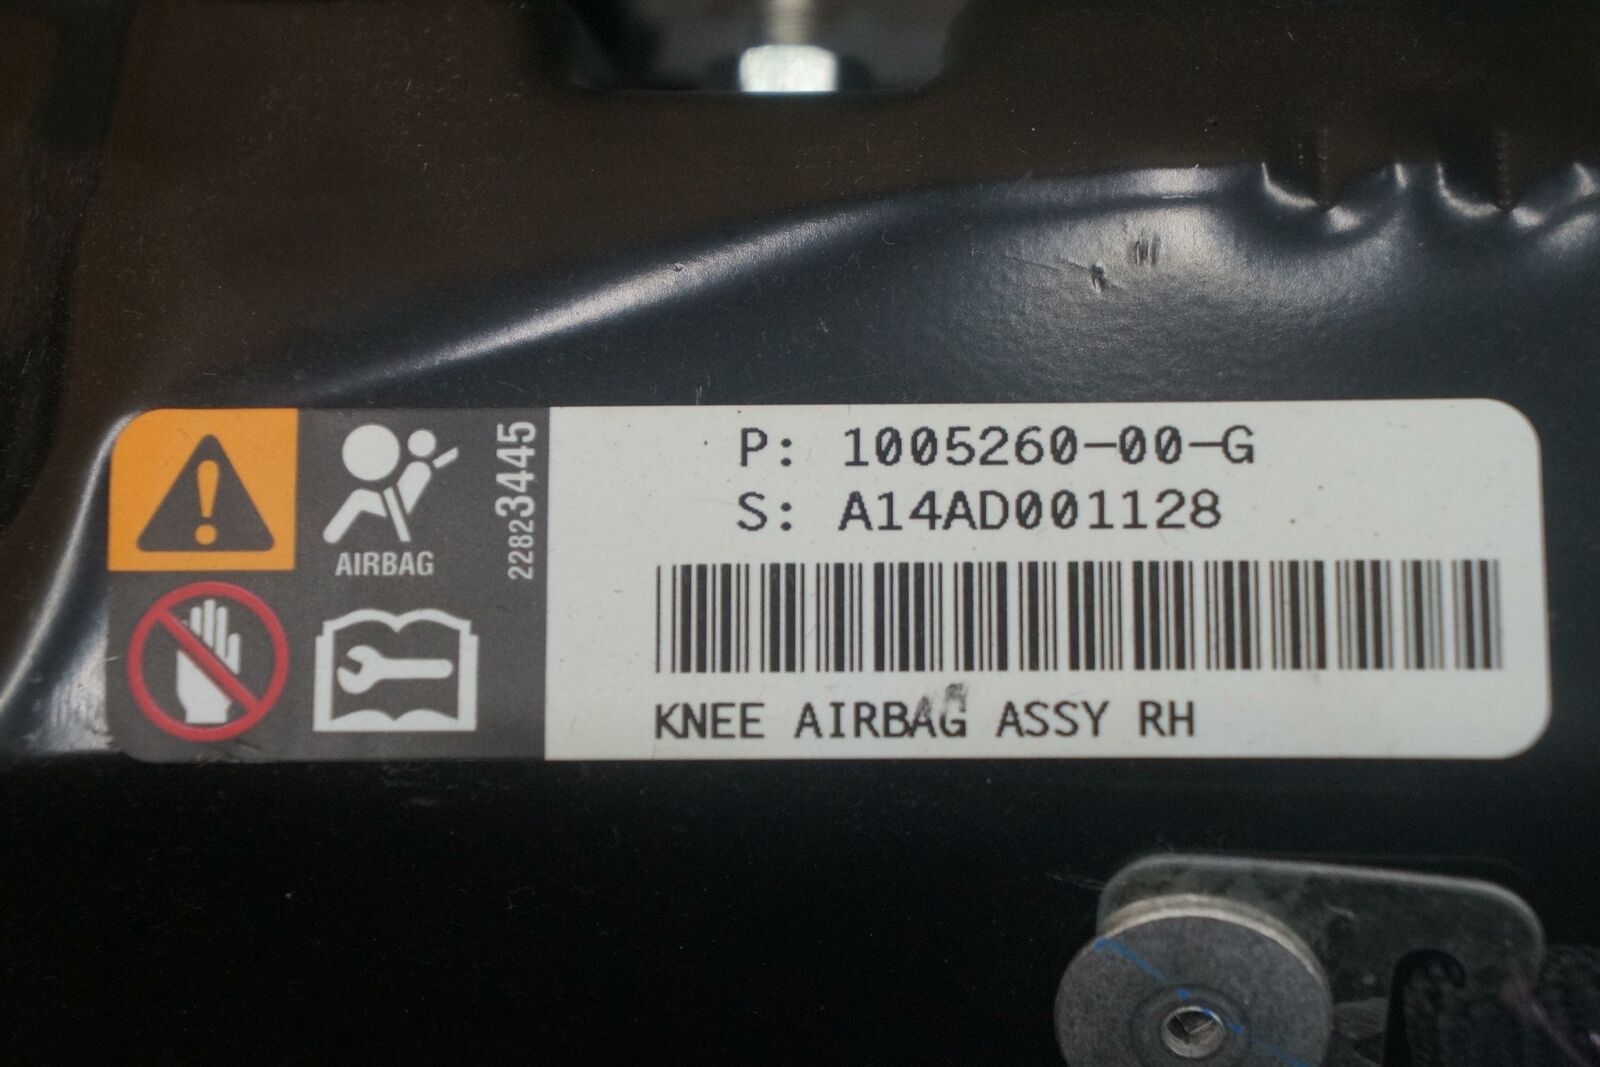 AIRBAG
22823445
P: 1005260-00-G
S: A14AD001128
KNEE AIRBAG ASSY RH